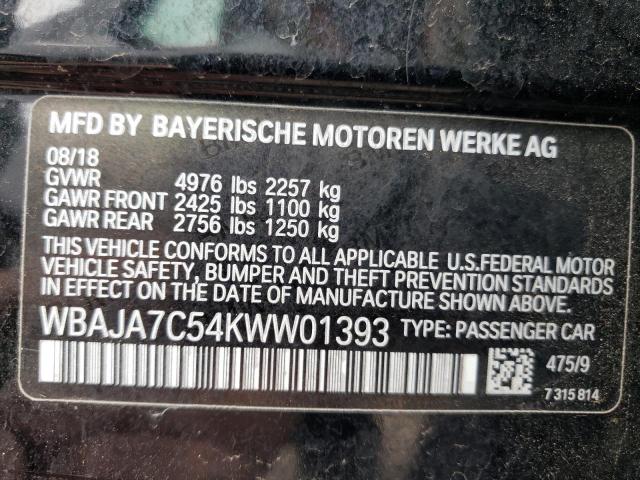 MFD BY BAYERISCHE MOTOREN WERKE AG
08/18
GVWR 4976 lbs 2257 kg
GAWR FRONT 2425 lbs 1100 kg
GAWR REAR 2756 lbs 1250 kg
THIS VEHICLE CONFORMS TO ALL APPLICABLE U.S.FEDERAL MOTOR
VEHICLE SAFETY, BUMPER AND THEFT PREVENTION STANDARDS
IN EFFECT ON THE DATE OF MANUFACTURE SHOWN ABOVE.
WBAJA7C54KWW01393 TYPE: PASSENGER CAR
475/9
7 315 814